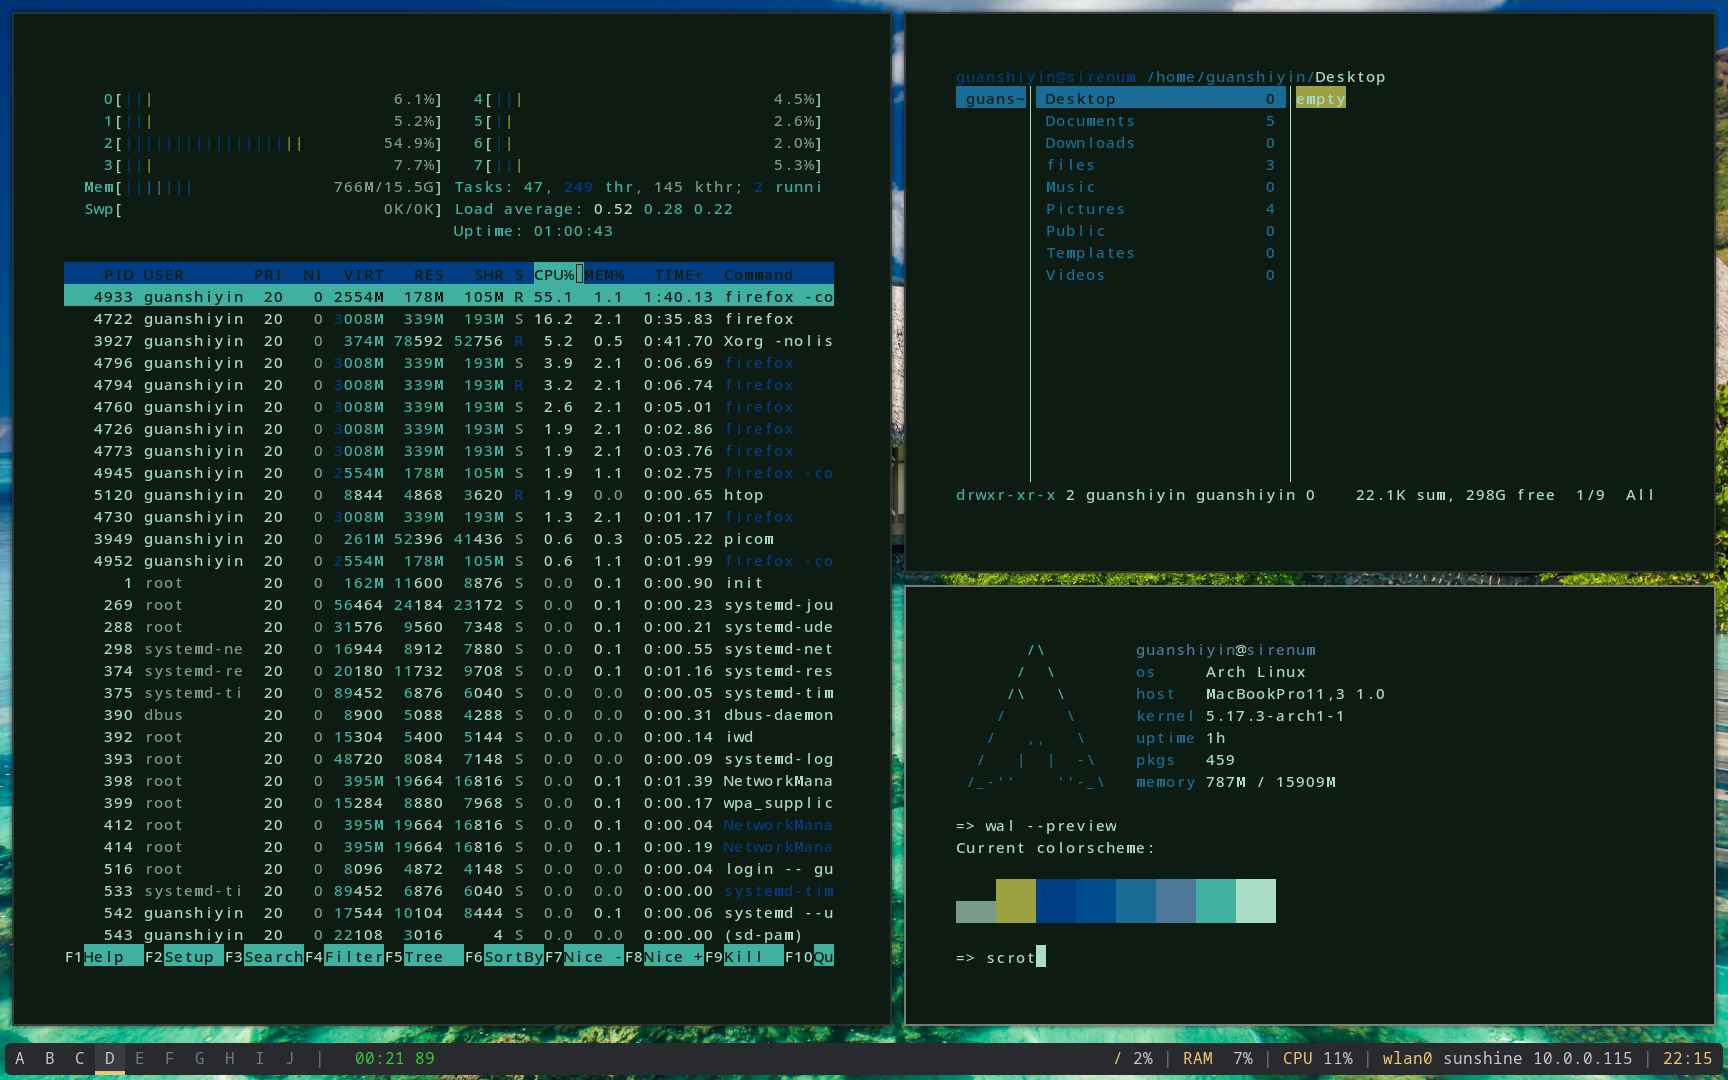 0[||| 6.1%] 4[||| 4.5%]
1[||| 5.2%] 5[|| 2.6%]
2[|||||||||||||||||| 54.9%] 6[|| 2.0%]
3[||| 7.7%] 7[||| 5.3%]
Mem[||||||| 766M/15.5G] Tasks: 47, 249 thr, 145 kthr; 2 runni
Swp[ 0K/0K] Load average: 0.52 0.28 0.22
Uptime: 01:00:43
PID USER PRI NI VIRT RES SHR S CPU% MEM% TIME+ Command
4933 guanshiyin 20 0 2554M 178M 105M R 55.1 1.1 1:40.13 firefox -co
4722 guanshiyin 20 0 3008M 339M 193M S 16.2 2.1 0:35.83 firefox
3927 guanshiyin 20 0 374M 78592 52756 R 5.2 0.5 0:41.70 Xorg -nolis
4796 guanshiyin 20 0 3008M 339M 193M S 3.9 2.1 0:06.69 firefox
4794 guanshiyin 20 0 3008M 339M 193M R 3.2 2.1 0:06.74 firefox
4760 guanshiyin 20 0 3008M 339M 193M S 2.6 2.1 0:05.01 firefox
4726 guanshiyin 20 0 3008M 339M 193M S 1.9 2.1 0:02.86 firefox
4773 guanshiyin 20 0 3008M 339M 193M S 1.9 2.1 0:03.76 firefox
4945 guanshiyin 20 0 2554M 178M 105M S 1.9 1.1 0:02.75 firefox -co
5120 guanshiyin 20 0 8844 4868 3620 R 1.9 0.0 0:00.65 htop
4730 guanshiyin 20 0 3008M 339M 193M S 1.3 2.1 0:01.17 firefox
3949 guanshiyin 20 0 261M 52396 41436 S 0.6 0.3 0:05.22 picom
4952 guanshiyin 20 0 2554M 178M 105M S 0.6 1.1 0:01.99 firefox -co
1 root 20 0 162M 11600 8876 S 0.0 0.1 0:00.90 init
269 root 20 0 56464 24184 23172 S 0.0 0.1 0:00.23 systemd-jou
288 root 20 0 31576 9560 7348 S 0.0 0.1 0:00.21 systemd-ude
298 systemd-ne 20 0 16944 8912 7880 S 0.0 0.1 0:00.55 systemd-net
374 systemd-re 20 0 20180 11732 9708 S 0.0 0.1 0:01.16 systemd-res
375 systemd-ti 20 0 89452 6876 6040 S 0.0 0.0 0:00.05 systemd-tim
390 dbus 20 0 8900 5088 4288 S 0.0 0.0 0:00.31 dbus-daemon
392 root 20 0 15304 5400 5144 S 0.0 0.0 0:00.14 iwd
393 root 20 0 48720 8084 7148 S 0.0 0.0 0:00.09 systemd-log
398 root 20 0 395M 19664 16816 S 0.0 0.1 0:01.39 NetworkMana
399 root 20 0 15284 8880 7968 S 0.0 0.1 0:00.17 wpa_supplic
412 root 20 0 395M 19664 16816 S 0.0 0.1 0:00.04 NetworkMana
414 root 20 0 395M 19664 16816 S 0.0 0.1 0:00.19 NetworkMana
516 root 20 0 8096 4872 4148 S 0.0 0.0 0:00.04 login -- gu
533 systemd-ti 20 0 89452 6876 6040 S 0.0 0.0 0:00.00 systemd-tim
542 guanshiyin 20 0 17544 10104 8444 S 0.0 0.1 0:00.06 systemd --u
543 guanshiyin 20 0 22108 3016 4 S 0.0 0.0 0:00.00 (sd-pam)
F1Help F2Setup F3SearchF4FilterF5Tree F6SortByF7Nice -F8Nice +F9Kill F10Qu
guanshiyin@sirenum /home/guanshiyin/Desktop
guans~ Desktop 0 empty
Documents 5
Downloads 0
files 3
Music 0
Pictures 4
Public 0
Templates 0
Videos 0
drwxr-xr-x 2 guanshiyin guanshiyin 0 22.1K sum, 298G free 1/9 All
/\ guanshiyin@sirenum
/ \ os Arch Linux
/\ \ host MacBookPro11,3 1.0
/ \ kernel 5.17.3-arch1-1
/ ,, \ uptime 1h
/ | | -\ pkgs 459
/_-'' ''-_\ memory 787M / 15909M
=> wal --preview
Current colorscheme:
=> scrot
A B C D E F G H I J | 00:21 89 / 2% | RAM 7% | CPU 11% | wlan0 sunshine 10.0.0.115 | 22:15